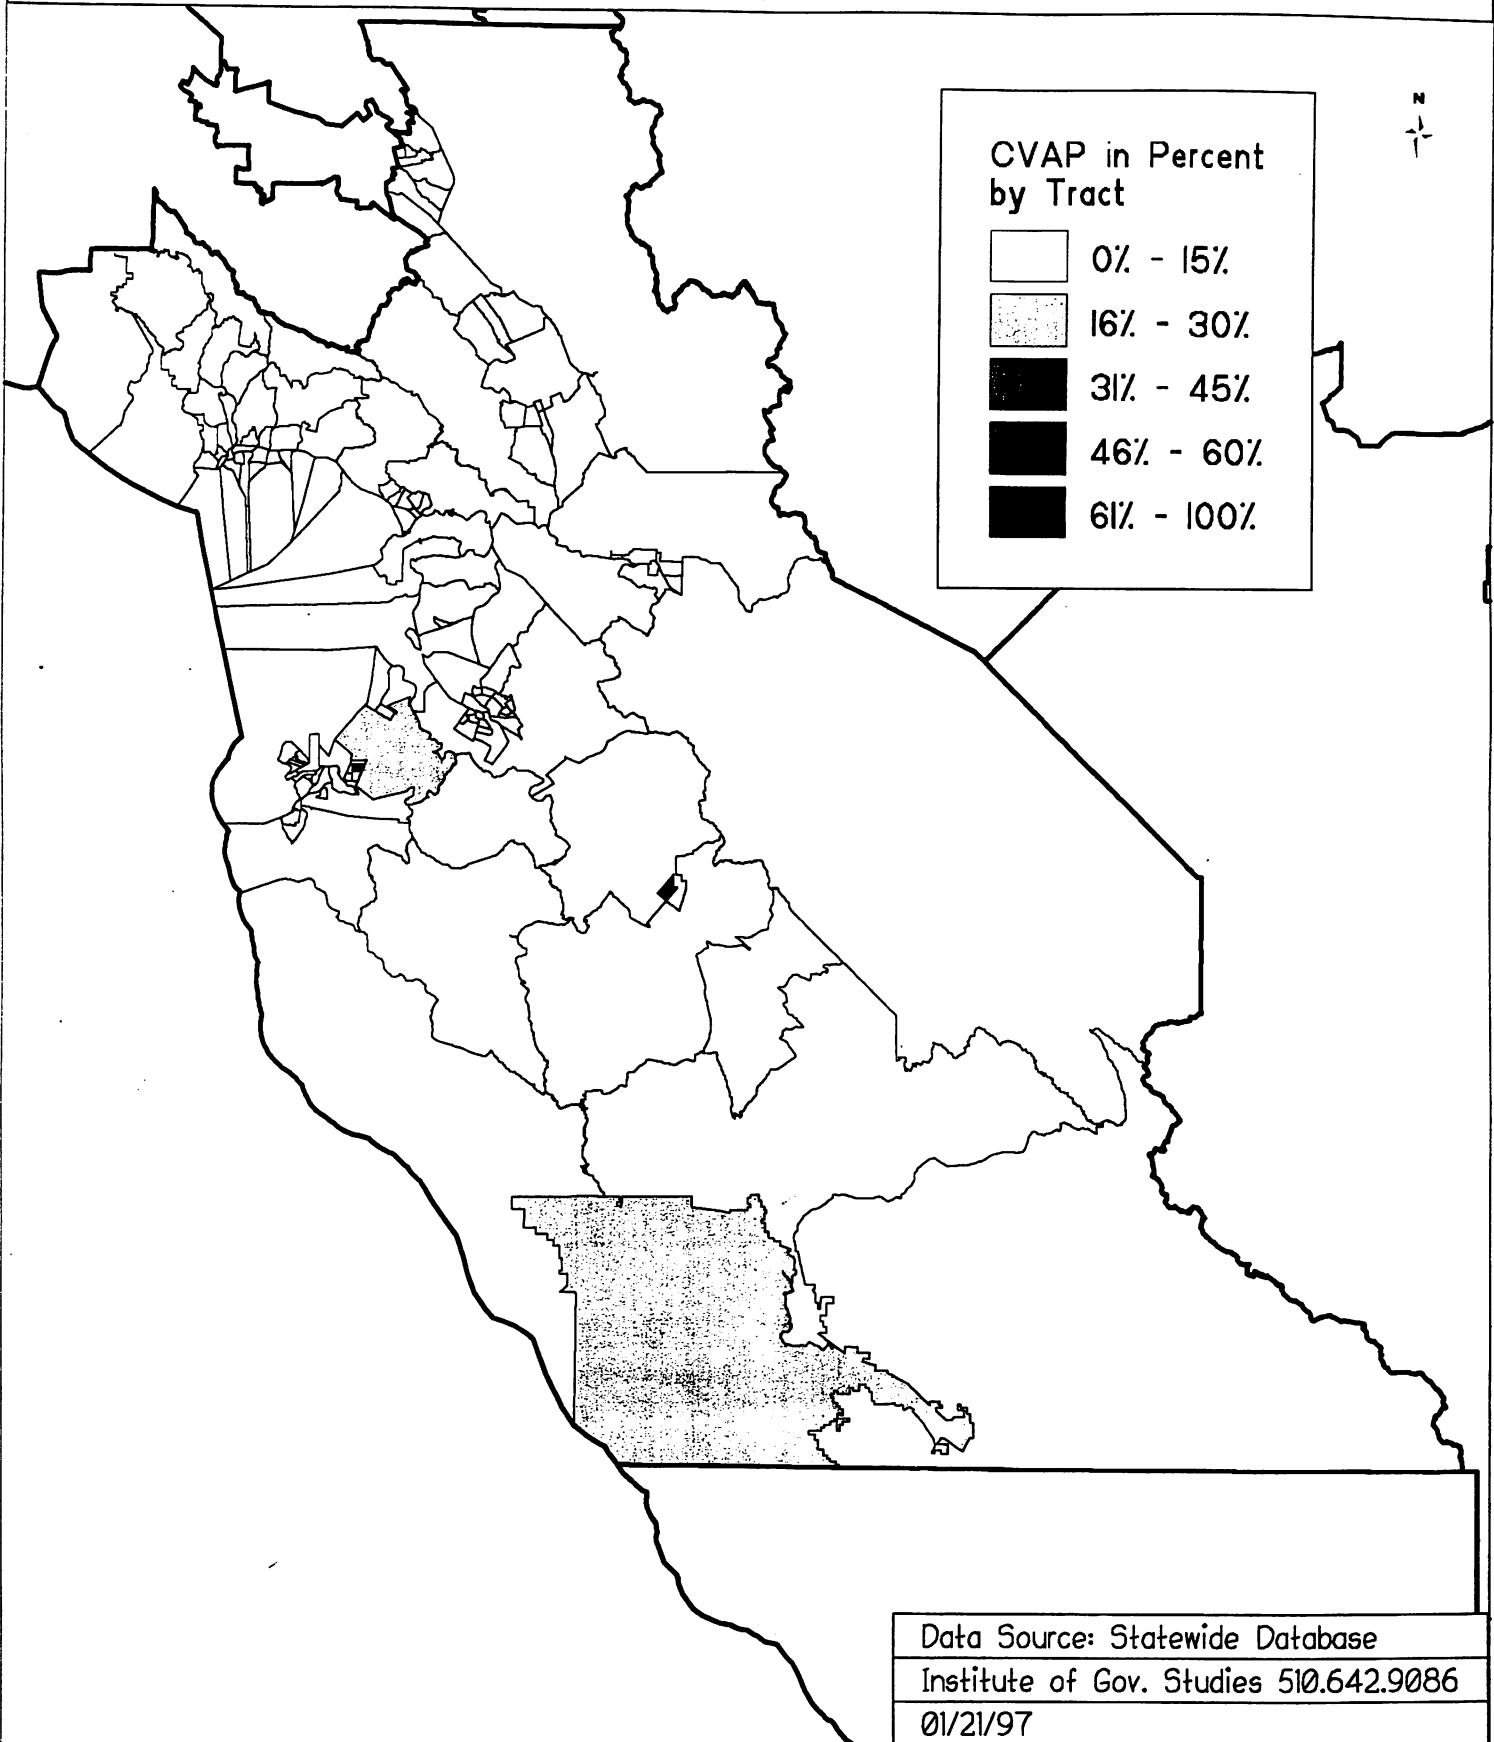 N
CVAP in Percent
by Tract
0% - 15%
16% - 30%
31% - 45%
46% - 60%
61% - 100%
Data Source: Statewide Database
Institute of Gov. Studies 510.642.9086
01/21/97